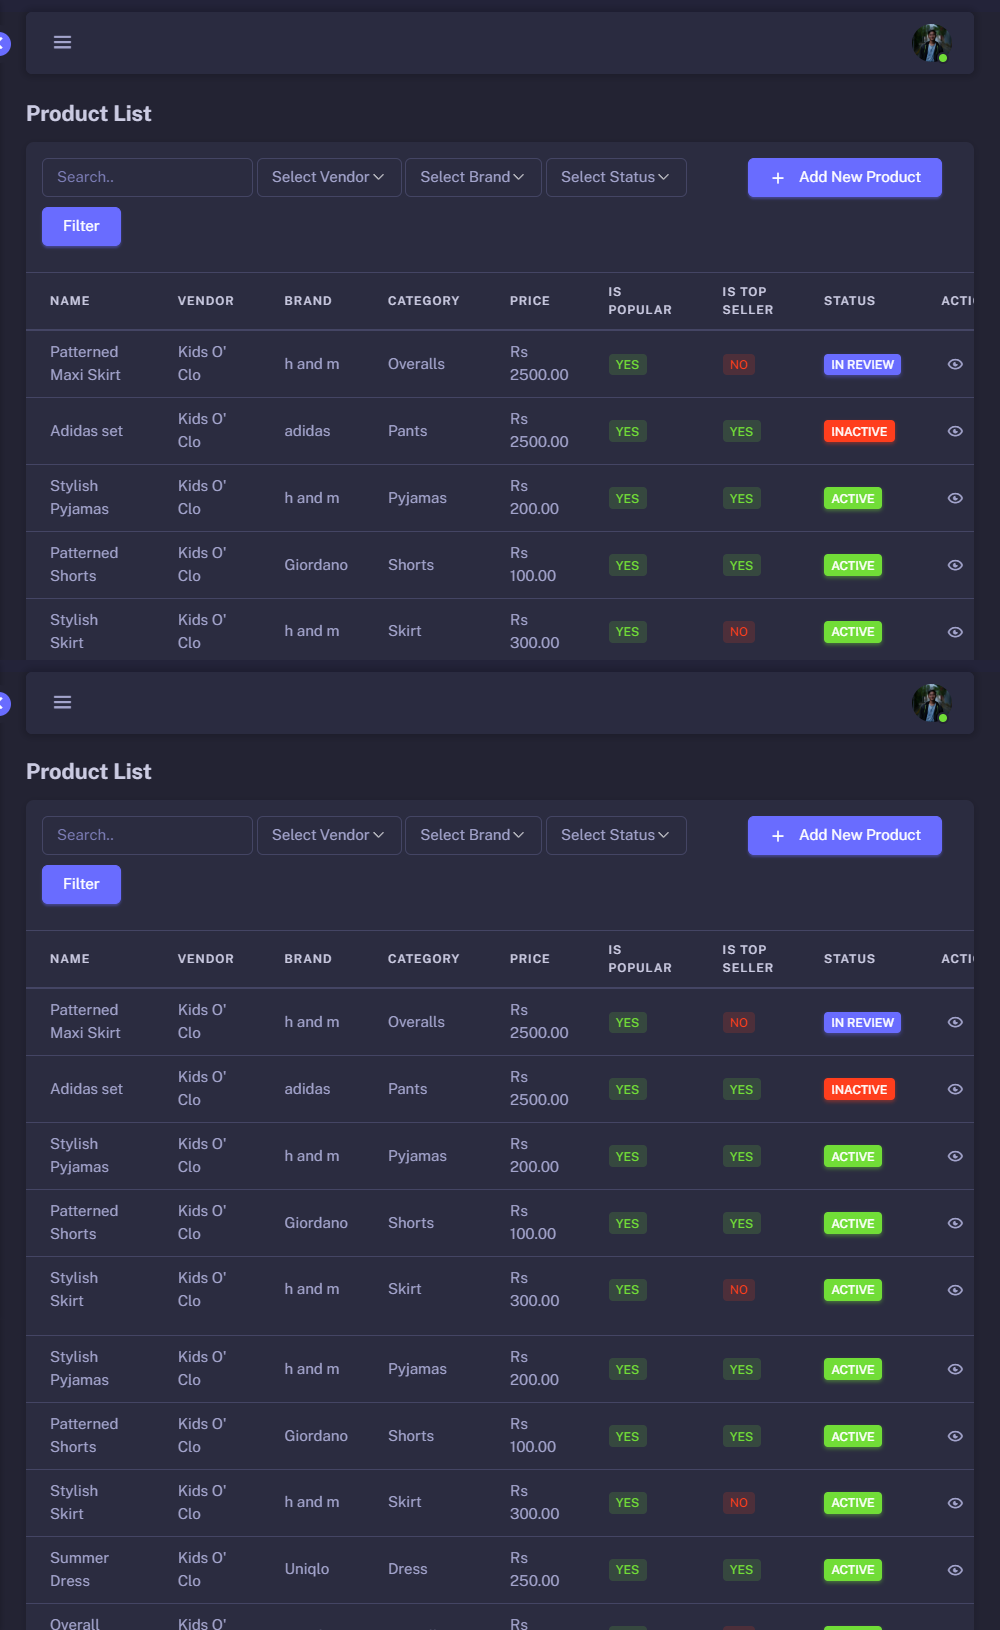 Product List
Search.. Select Vendor Select Brand Select Status + Add New Product
Filter
NAME VENDOR BRAND CATEGORY PRICE IS POPULAR IS TOP SELLER STATUS ACTI
Patterned Maxi Skirt Kids O' Clo h and m Overalls Rs 2500.00 YES NO IN REVIEW
Adidas set Kids O' Clo adidas Pants Rs 2500.00 YES YES INACTIVE
Stylish Pyjamas Kids O' Clo h and m Pyjamas Rs 200.00 YES YES ACTIVE
Patterned Shorts Kids O' Clo Giordano Shorts Rs 100.00 YES YES ACTIVE
Stylish Skirt Kids O' Clo h and m Skirt Rs 300.00 YES NO ACTIVE
Product List
Search.. Select Vendor Select Brand Select Status + Add New Product
Filter
NAME VENDOR BRAND CATEGORY PRICE IS POPULAR IS TOP SELLER STATUS ACTI
Patterned Maxi Skirt Kids O' Clo h and m Overalls Rs 2500.00 YES NO IN REVIEW
Adidas set Kids O' Clo adidas Pants Rs 2500.00 YES YES INACTIVE
Stylish Pyjamas Kids O' Clo h and m Pyjamas Rs 200.00 YES YES ACTIVE
Patterned Shorts Kids O' Clo Giordano Shorts Rs 100.00 YES YES ACTIVE
Stylish Skirt Kids O' Clo h and m Skirt Rs 300.00 YES NO ACTIVE
Stylish Pyjamas Kids O' Clo h and m Pyjamas Rs 200.00 YES YES ACTIVE
Patterned Shorts Kids O' Clo Giordano Shorts Rs 100.00 YES YES ACTIVE
Stylish Skirt Kids O' Clo h and m Skirt Rs 300.00 YES NO ACTIVE
Summer Dress Kids O' Clo Uniqlo Dress Rs 250.00 YES YES ACTIVE
Overall Kids O' Rs